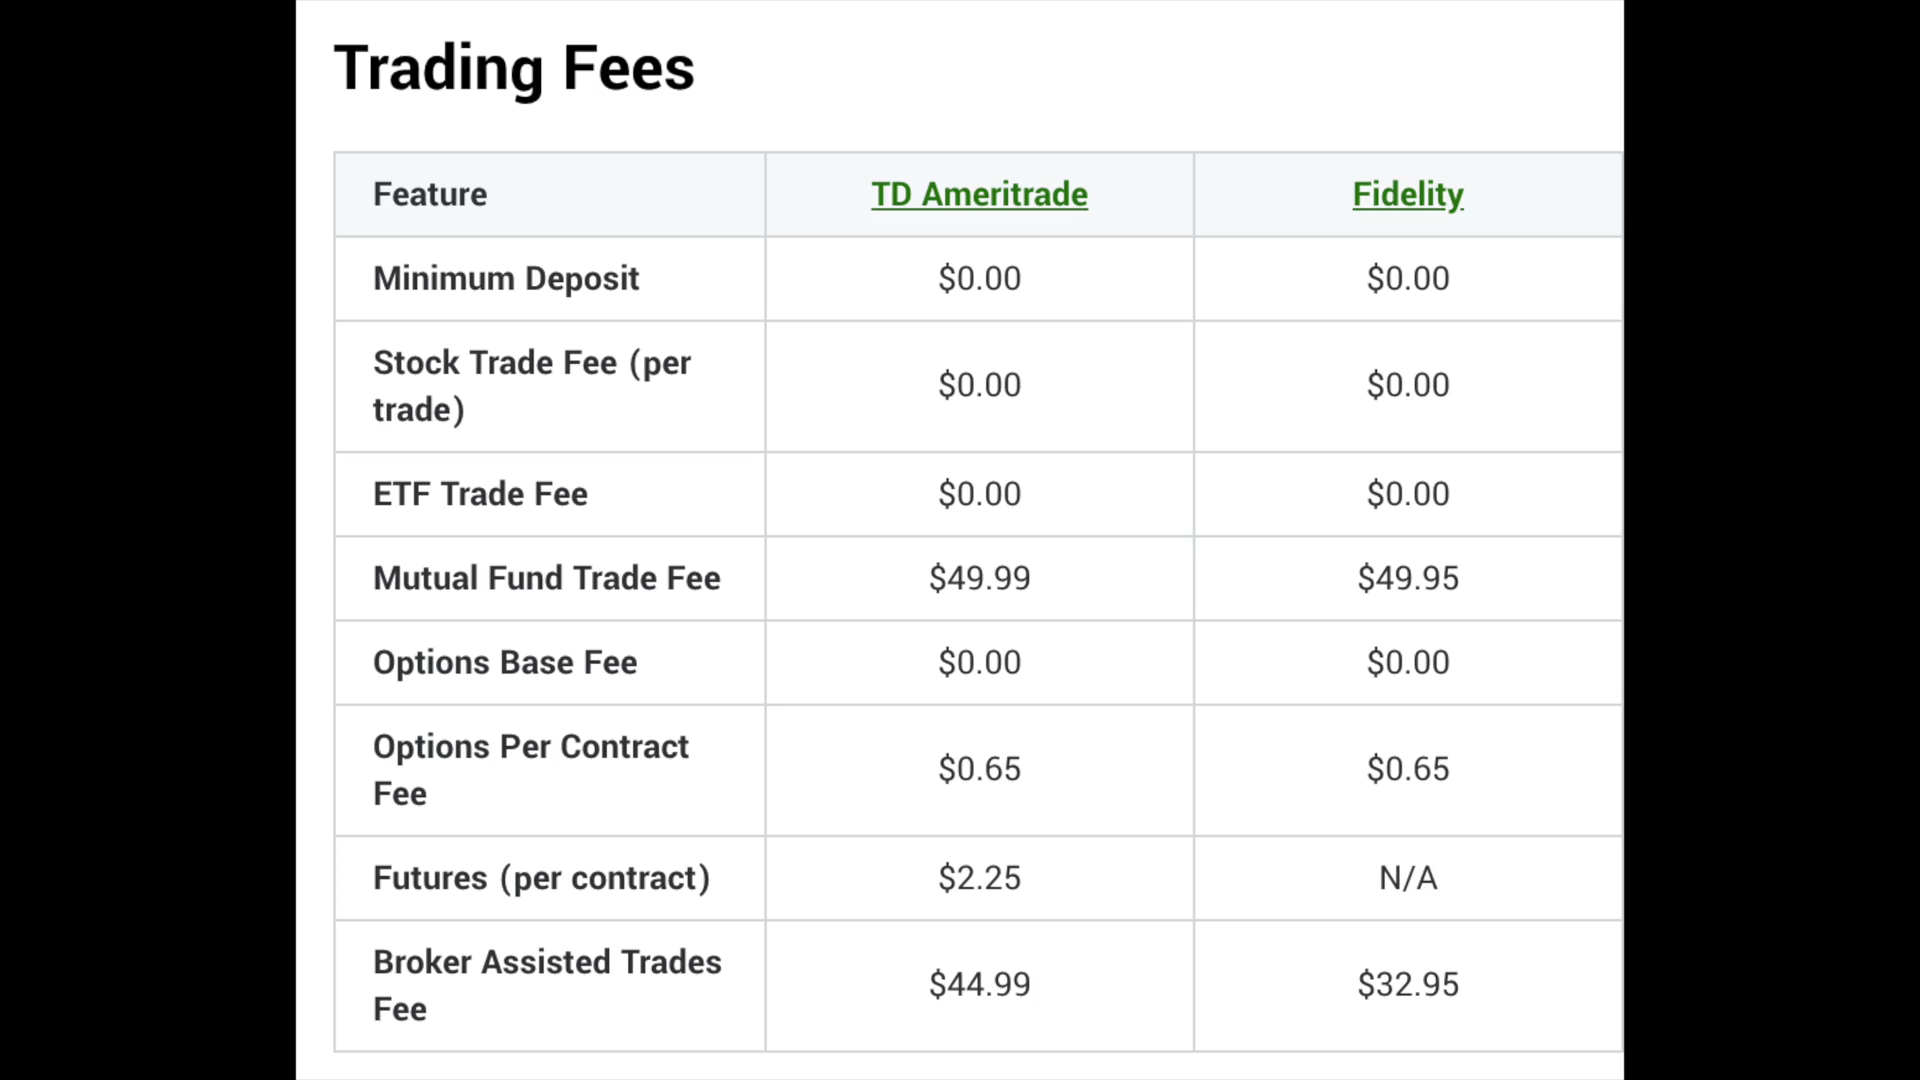 Trading Fees
Feature TD Ameritrade Fidelity
Minimum Deposit $0.00 $0.00
Stock Trade Fee (per
trade) $0.00 $0.00
ETF Trade Fee $0.00 $0.00
Mutual Fund Trade Fee $49.99 $49.95
Options Base Fee $0.00 $0.00
Options Per Contract
Fee $0.65 $0.65
Futures (per contract) $2.25 N/A
Broker Assisted Trades
Fee $44.99 $32.95